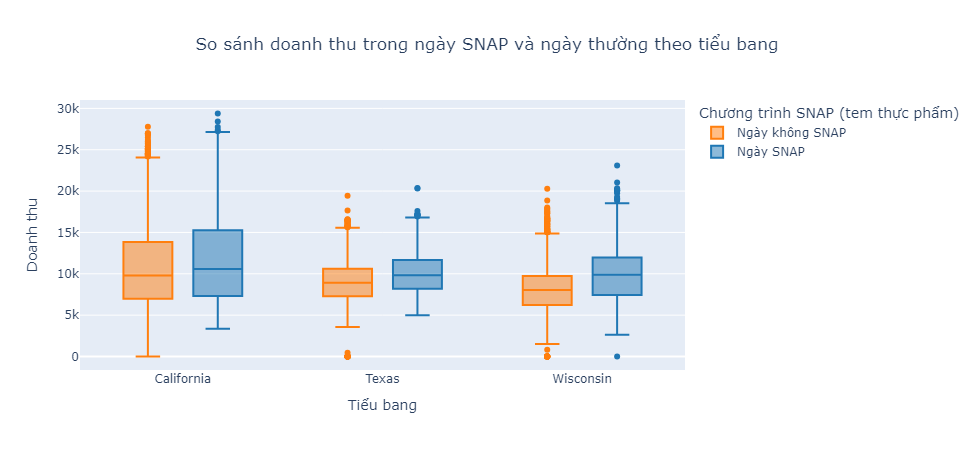 So sánh doanh thu trong ngày SNAP và ngày thường theo tiểu bang
Chương trình SNAP (tem thực phẩm)
Ngày không SNAP
Ngày SNAP
Doanh thu
30k
25k
20k
15k
10k
5k
0
California
Texas
Wisconsin
Tiểu bang